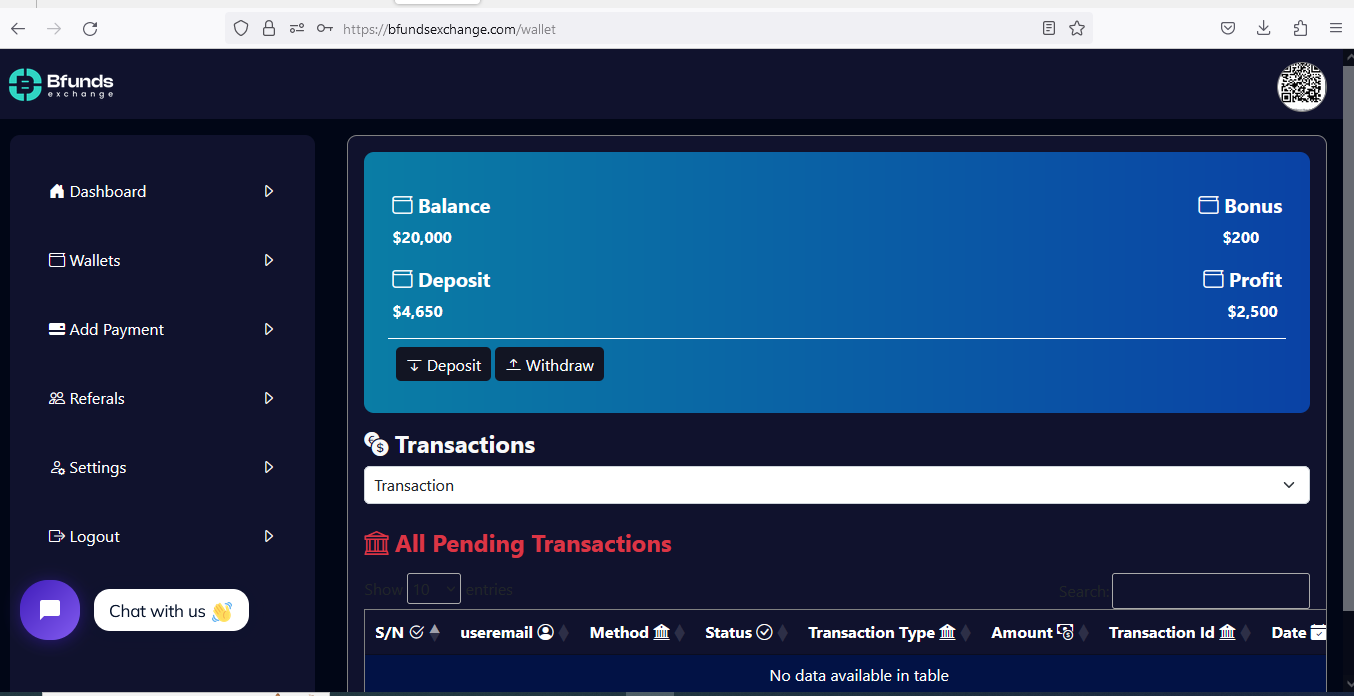 https://bfundsexchange.com/wallet
Bfunds
exchange
Dashboard
Wallets
Add Payment
Referals
Settings
Logout
Chat with us 👋
Balance
$20,000
Bonus
$200
Deposit
$4,650
Profit
$2,500
Deposit Withdraw
Transactions
Transaction
All Pending Transactions
Show 10 entries Search:
S/N useremail Method Status Transaction Type Amount Transaction Id Date
No data available in table